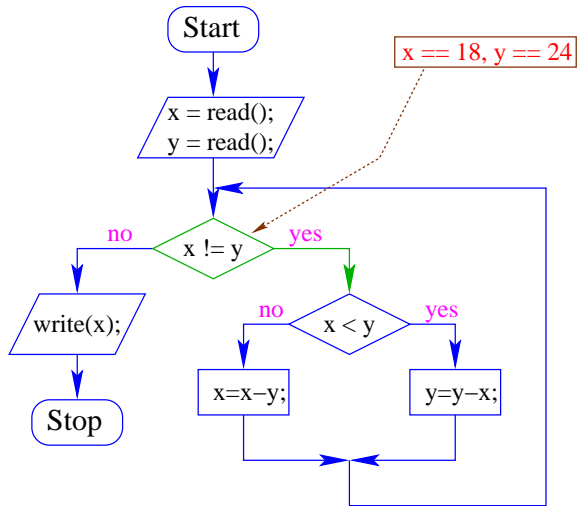 Start
x == 18, y == 24
x = read();
y = read();
no
yes
x != y
write(x);
no
yes
x < y
x=x−y;
y=y−x;
Stop